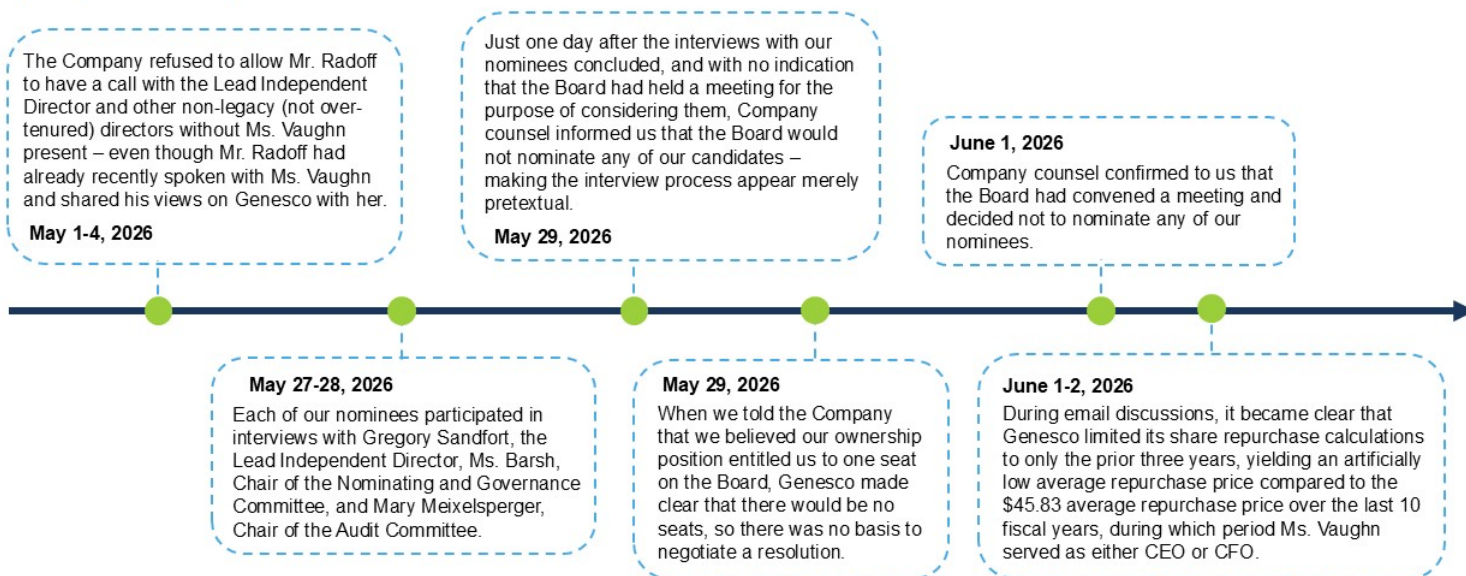 The Company refused to allow Mr. Radoff
to have a call with the Lead Independent
Director and other non-legacy (not over-
tenured) directors without Ms. Vaughn
present – even though Mr. Radoff had
already recently spoken with Ms. Vaughn
and shared his views on Genesco with her.
May 1-4, 2026
May 27-28, 2026
Each of our nominees participated in
interviews with Gregory Sandfort, the
Lead Independent Director, Ms. Barsh,
Chair of the Nominating and Governance
Committee, and Mary Meixelsperger,
Chair of the Audit Committee.
Just one day after the interviews with our
nominees concluded, and with no indication
that the Board had held a meeting for the
purpose of considering them, Company
counsel informed us that the Board would
not nominate any of our candidates –
making the interview process appear merely
pretextual.
May 29, 2026
May 29, 2026
When we told the Company
that we believed our ownership
position entitled us to one seat
on the Board, Genesco made
clear that there would be no
seats, so there was no basis to
negotiate a resolution.
June 1, 2026
Company counsel confirmed to us that
the Board had convened a meeting and
decided not to nominate any of our
nominees.
June 1-2, 2026
During email discussions, it became clear that
Genesco limited its share repurchase calculations
to only the prior three years, yielding an artificially
low average repurchase price compared to the
$45.83 average repurchase price over the last 10
fiscal years, during which period Ms. Vaughn
served as either CEO or CFO.